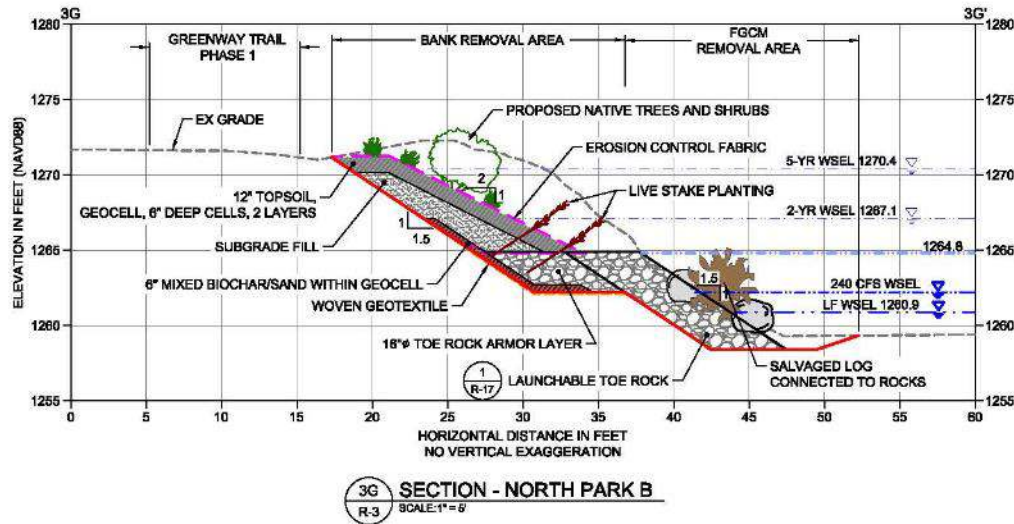 3G
3G'
GREENWAY TRAIL
PHASE 1
BANK REMOVAL AREA
FGCM
REMOVAL AREA
1280
1275
1270
1265
1260
1255
ELEVATION IN FEET (NAVD88)
1280
1275
1270
1265
1260
1255
EX GRADE
PROPOSED NATIVE TREES AND SHRUBS
EROSION CONTROL FABRIC
LIVE STAKE PLANTING
5-YR WSEL 1270.4
2-YR WSEL 1267.1
1264.8
240 CFS WSEL
LF WSEL 1260.9
2
1
1
1.5
1.5
1
12" TOPSOIL,
GEOCELL, 6" DEEP CELLS, 2 LAYERS
SUBGRADE FILL
6" MIXED BIOCHAR/SAND WITHIN GEOCELL
WOVEN GEOTEXTILE
16"ϕ TOE ROCK ARMOR LAYER
1
R-17
LAUNCHABLE TOE ROCK
SALVAGED LOG
CONNECTED TO ROCKS
0 5 10 15 20 25 30 35 40 45 50 55 60
HORIZONTAL DISTANCE IN FEET
NO VERTICAL EXAGGERATION
3G
R-3
SECTION - NORTH PARK B
SCALE:1" = 5'